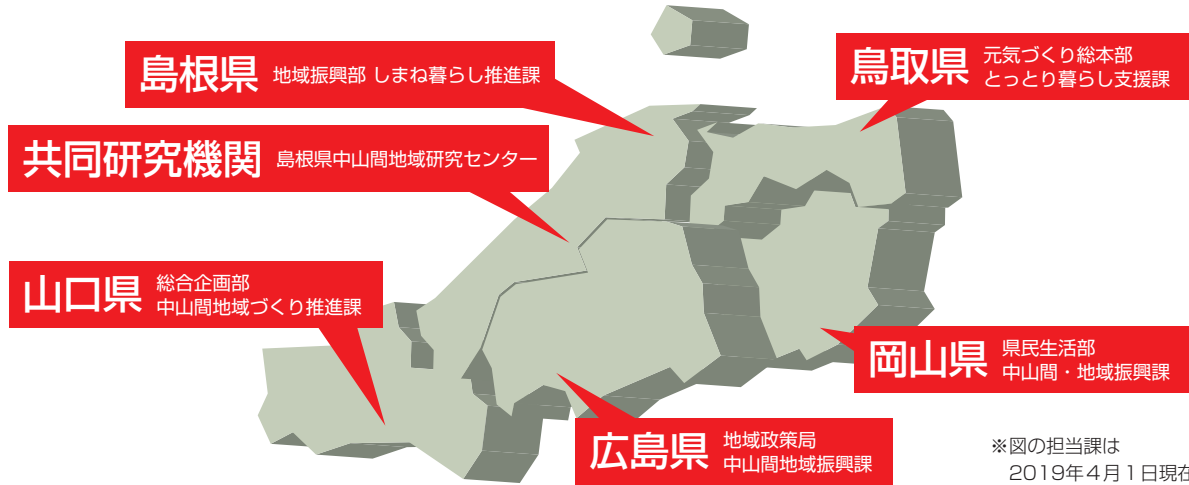 島根県 地域振興部 しまね暮らし推進課
鳥取県 元気づくり総本部
とっとり暮らし支援課
共同研究機関 島根県中山間地域研究センター
山口県 総合企画部
中山間地域づくり推進課
岡山県 県民生活部
中山間・地域振興課
広島県 地域政策局
中山間地域振興課
※図の担当課は
2019年4月1日現在